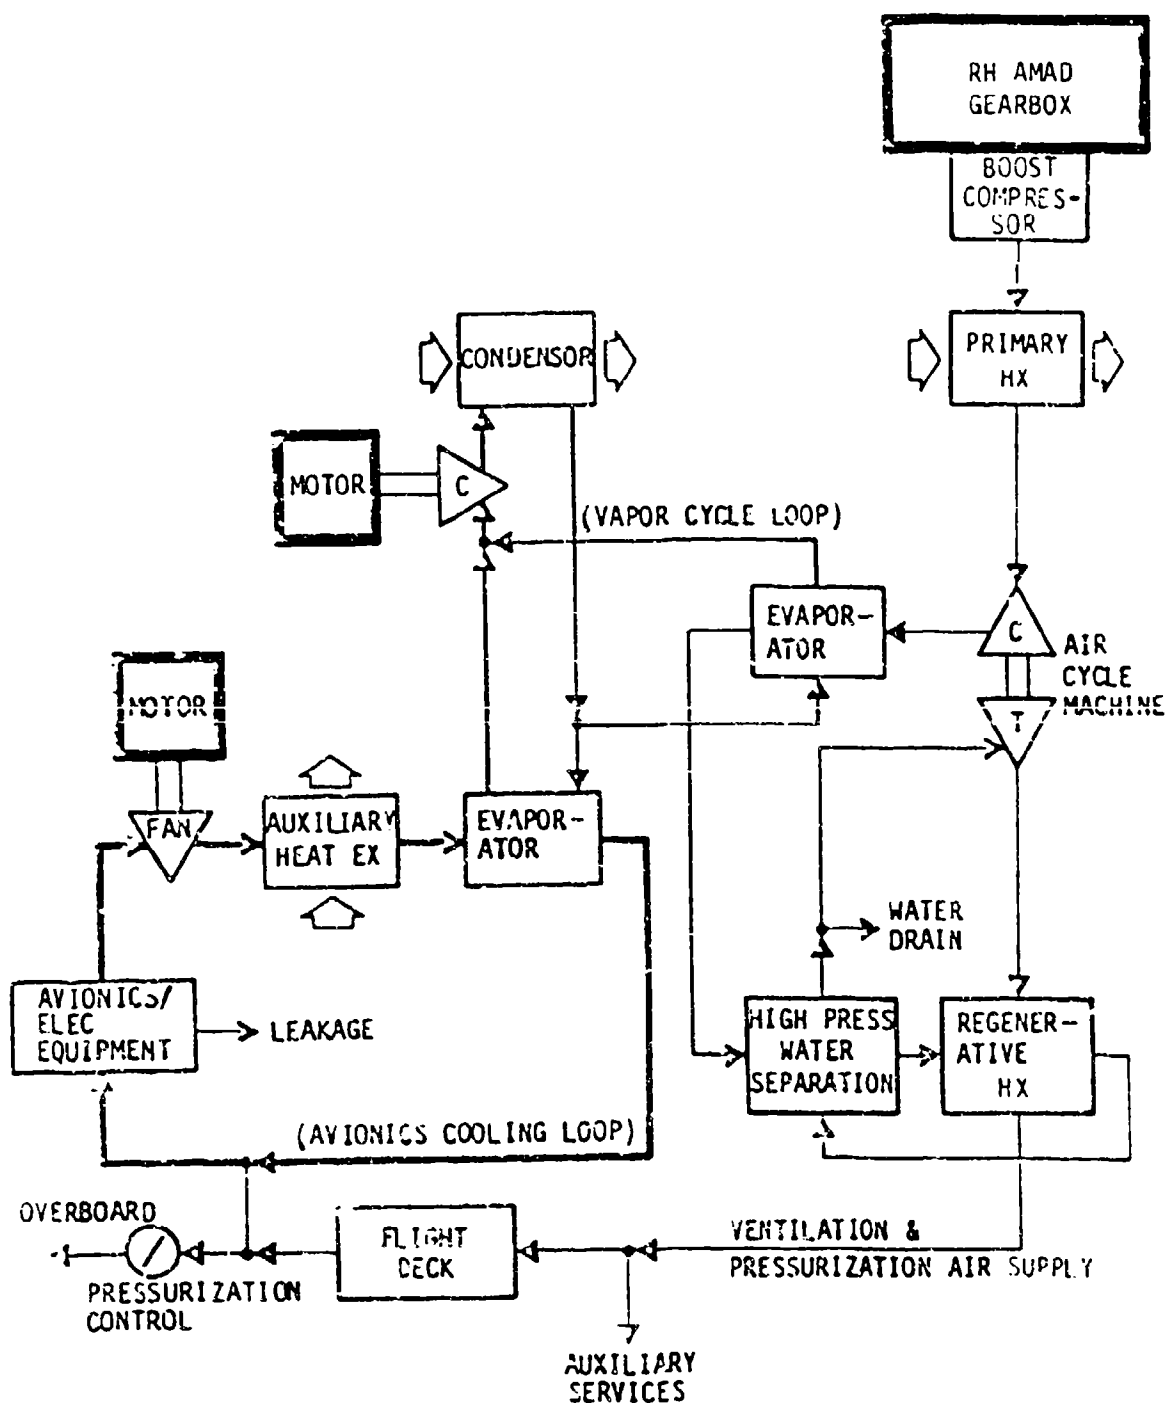 RH AMAD
GEARBOX
BOOST
COMPRES-
SOR
CONDENSOR
PRIMARY
HX
MOTOR
C
(VAPOR CYCLE LOOP)
EVAPOR-
ATOR
C
AIR
CYCLE
MACHINE
T
MOTOR
FAN
AUXILIARY
HEAT EX
EVAPOR-
ATOR
WATER
DRAIN
AVIONICS/
ELEC
EQUIPMENT
LEAKAGE
HIGH PRESS
WATER
SEPARATION
REGENER-
ATIVE
HX
(AVIONICS COOLING LOOP)
OVERBOARD
PRESSURIZATION
CONTROL
FLIGHT
DECK
VENTILATION &
PRESSURIZATION AIR SUPPLY
AUXILIARY
SERVICES